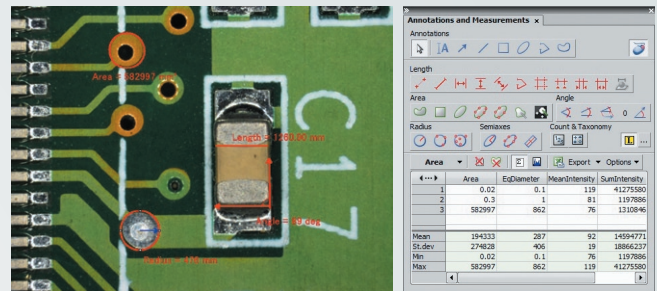 Area = 582997 nm
Length = 1260.00 nm
Angle = 89 deg
C17
Annotations and Measurements x
Annotations
Length
Area
Angle
Radius
Semiaxes
Count & Taxonomy
Area
Export
Options
Area EqDiameter MeanIntensity SumIntensity
1 0.02 0.1 119 41275580
2 0.3 1 81 1197886
3 582997 862 76 1310846
Mean 194333 287 92 14594771
St.dev 274828 406 19 18866237
Min 0.02 0.1 76 1197886
Max 582997 862 119 41275580